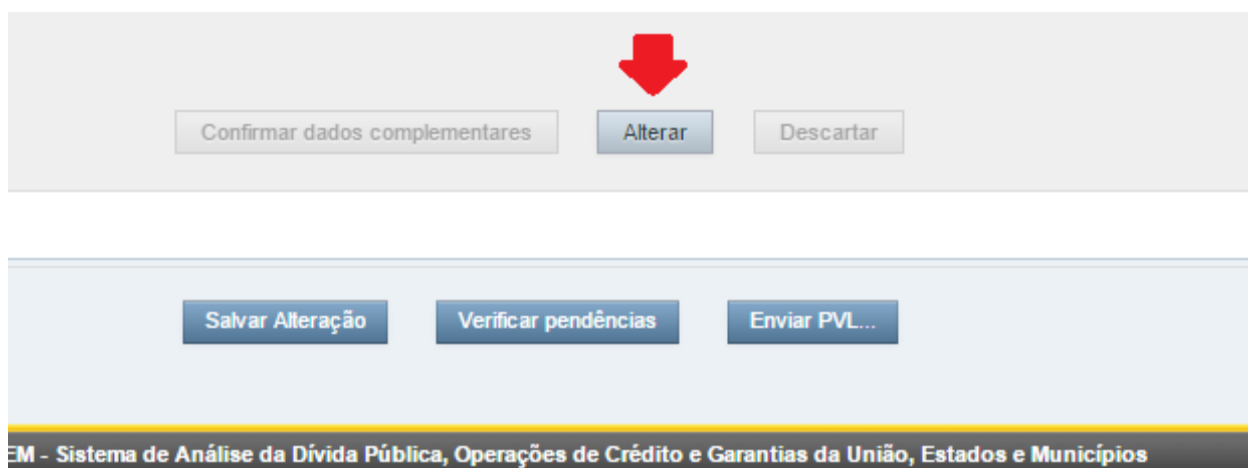 Confirmar dados complementares Alterar Descartar
Salvar Alteração Verificar pendências Enviar PVL...
EM - Sistema de Análise da Dívida Pública, Operações de Crédito e Garantias da União, Estados e Municípios